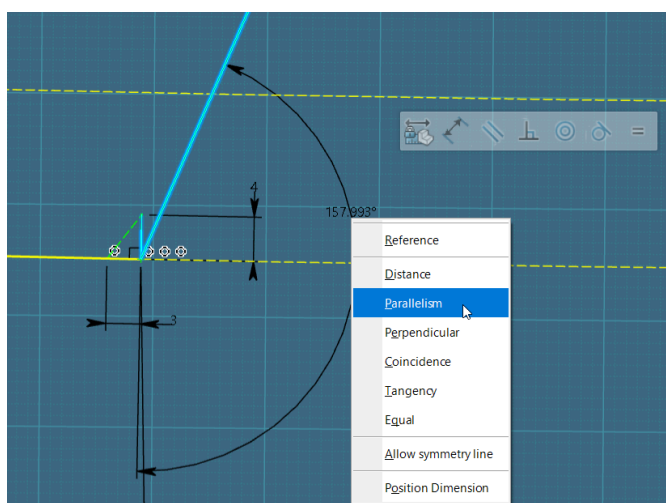 4
157.993°
3
Reference
Distance
Parallelism
Perpendicular
Coincidence
Tangency
Equal
Allow symmetry line
Position Dimension